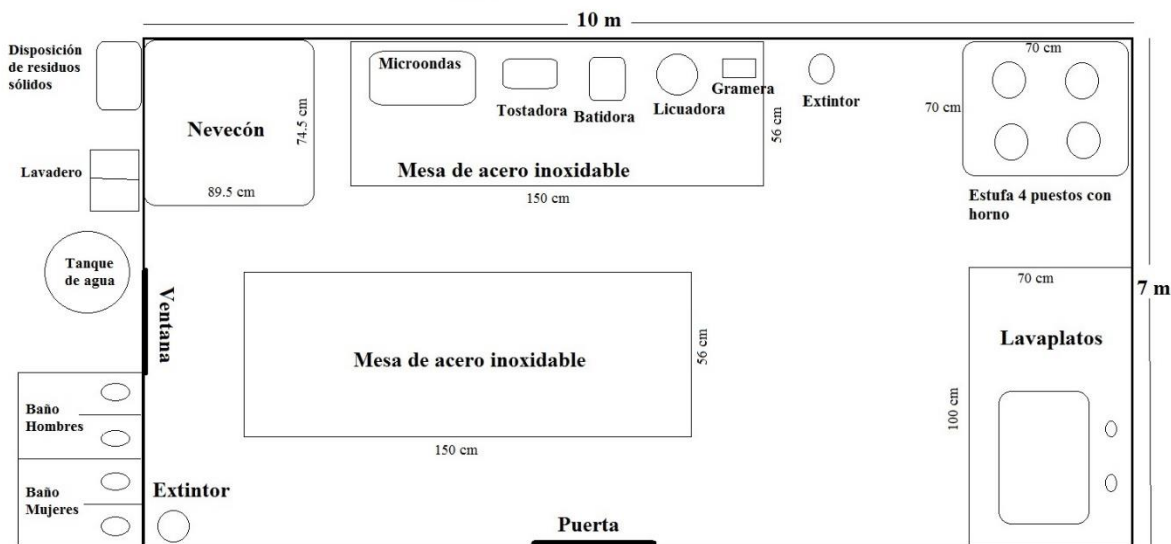 10 m
Disposición
de residuos
sólidos
Nevecón
74.5 cm
89.5 cm
Microondas
Tostadora
Batidora
Licuadora
Gramera
Extintor
56 cm
Mesa de acero inoxidable
150 cm
70 cm
70 cm
Estufa 4 puestos con
horno
Lavadero
Tanque
de agua
Ventana
7 m
70 cm
Lavaplatos
100 cm
Mesa de acero inoxidable
56 cm
150 cm
Baño
Hombres
Baño
Mujeres
Extintor
Puerta